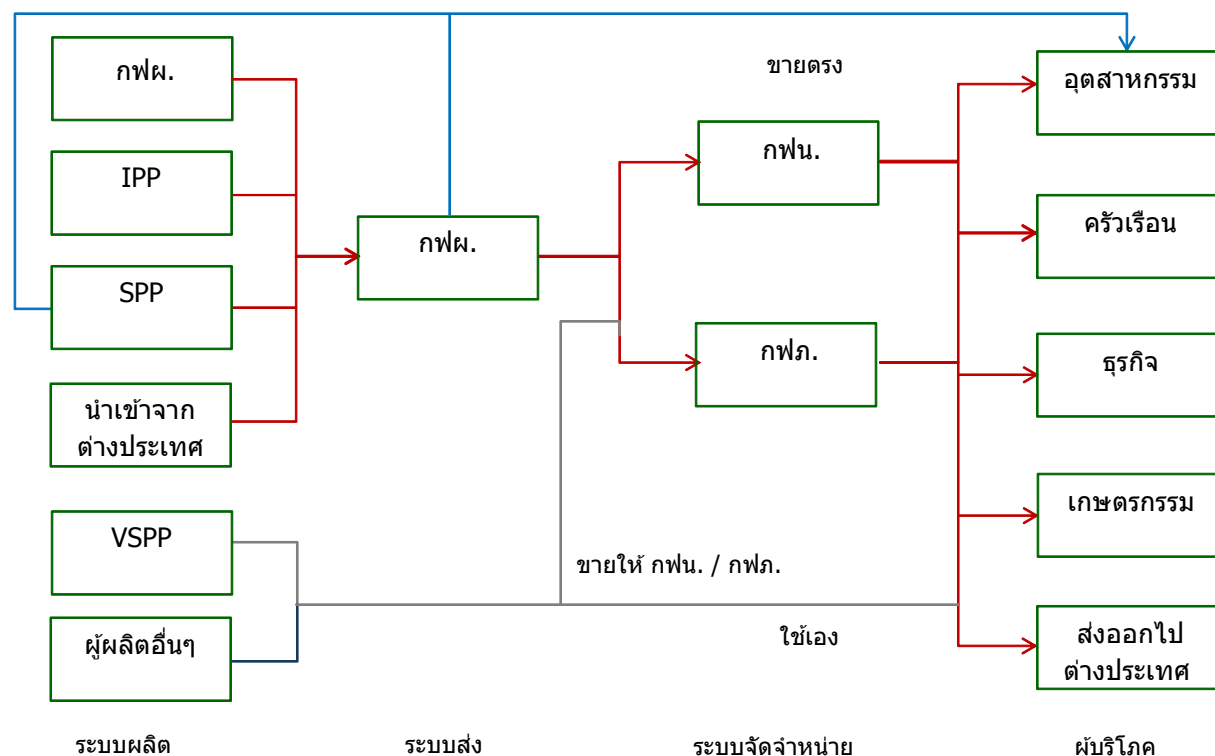 กฟผ.
IPP
SPP
นำเข้าจาก
ต่างประเทศ
VSPP
ผู้ผลิตอื่นๆ
ระบบผลิต
กฟผ.
ระบบส่ง
ขายตรง
กฟน.
กฟภ.
ขายให้ กฟน. / กฟภ.
ใช้เอง
ระบบจัดจำหน่าย
อุตสาหกรรม
ครัวเรือน
ธุรกิจ
เกษตรกรรม
ส่งออกไป
ต่างประเทศ
ผู้บริโภค